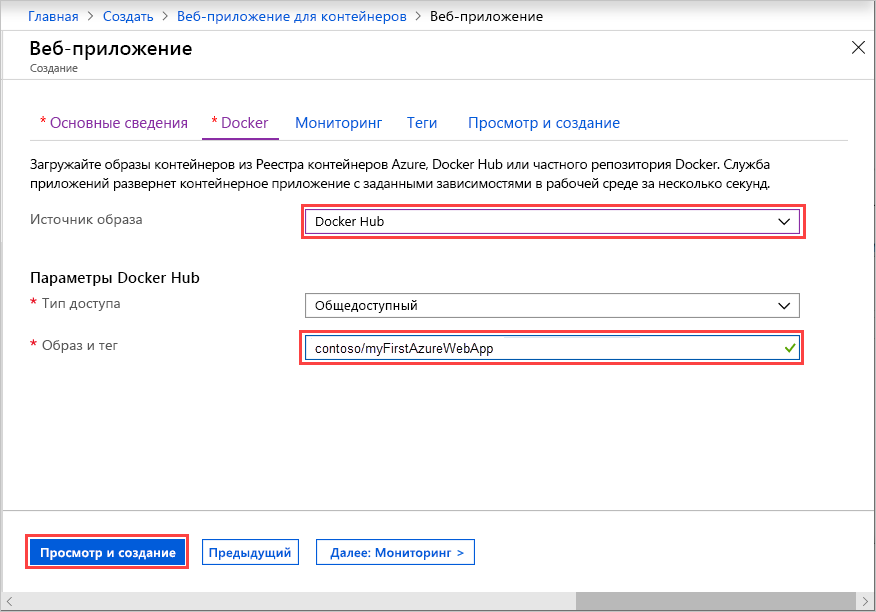 Главная > Создать > Веб-приложение для контейнеров > Веб-приложение
Веб-приложение
Создание
* Основные сведения * Docker Мониторинг Теги Просмотр и создание
Загружайте образы контейнеров из Реестра контейнеров Azure, Docker Hub или частного репозитория Docker. Служба
приложений развернет контейнерное приложение с заданными зависимостями в рабочей среде за несколько секунд.
Источник образа Docker Hub
Параметры Docker Hub
* Тип доступа Общедоступный
* Образ и тег contoso/myFirstAzureWebApp
Просмотр и создание Предыдущий Далее: Мониторинг >